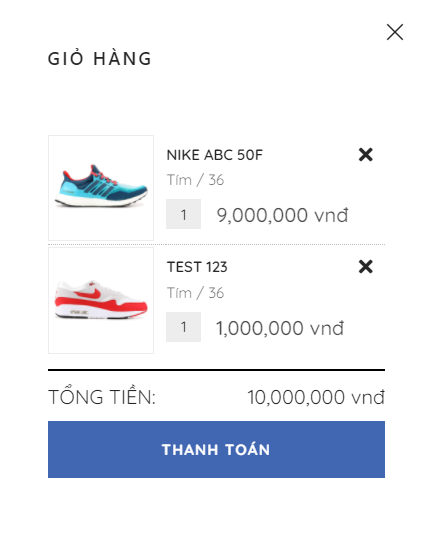 GIỎ HÀNG
NIKE ABC 50F
Tím / 36
1 9,000,000 vnđ
TEST 123
Tím / 36
1 1,000,000 vnđ
TỔNG TIỀN: 10,000,000 vnđ
THANH TOÁN